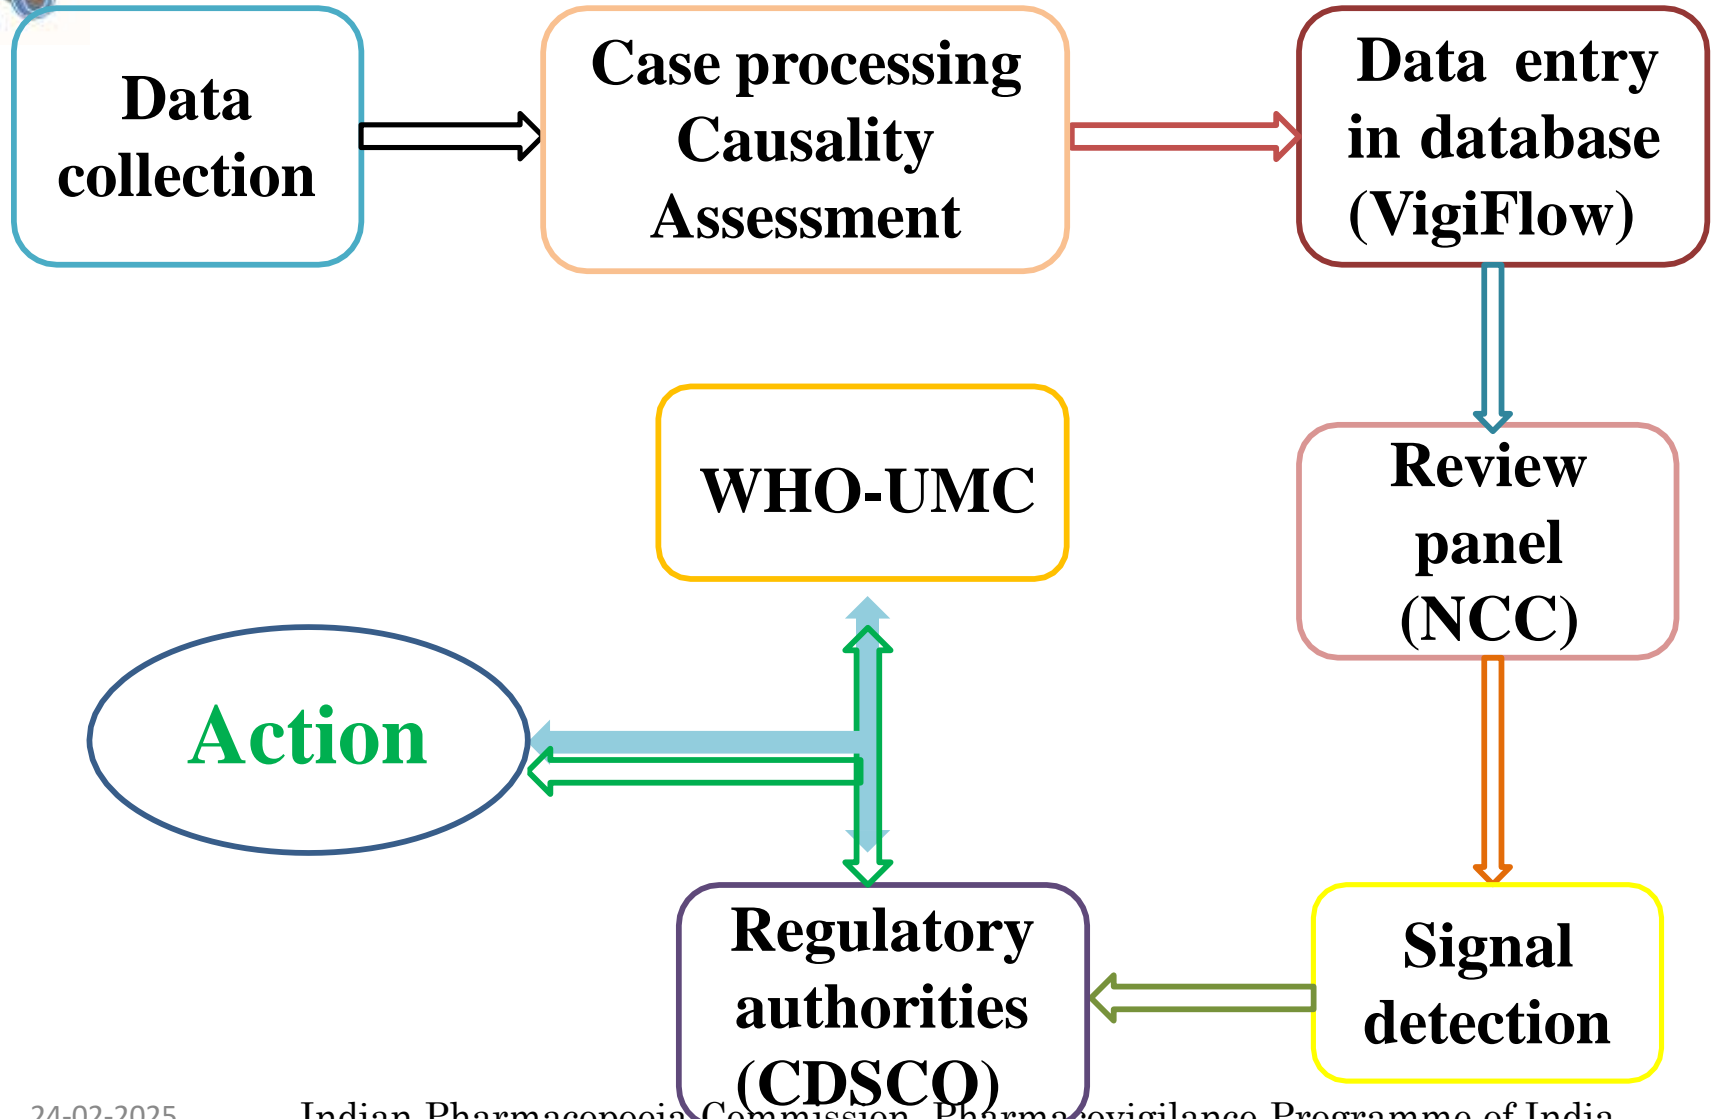 Data
collection
Case processing
Causality
Assessment
Data entry
in database
(VigiFlow)
WHO-UMC
Review
panel
(NCC)
Action
Regulatory
authorities
(CDSCO)
Signal
detection
24-02-2025
Indian Pharmacopoeia Commission, Pharmacovigilance Programme of India